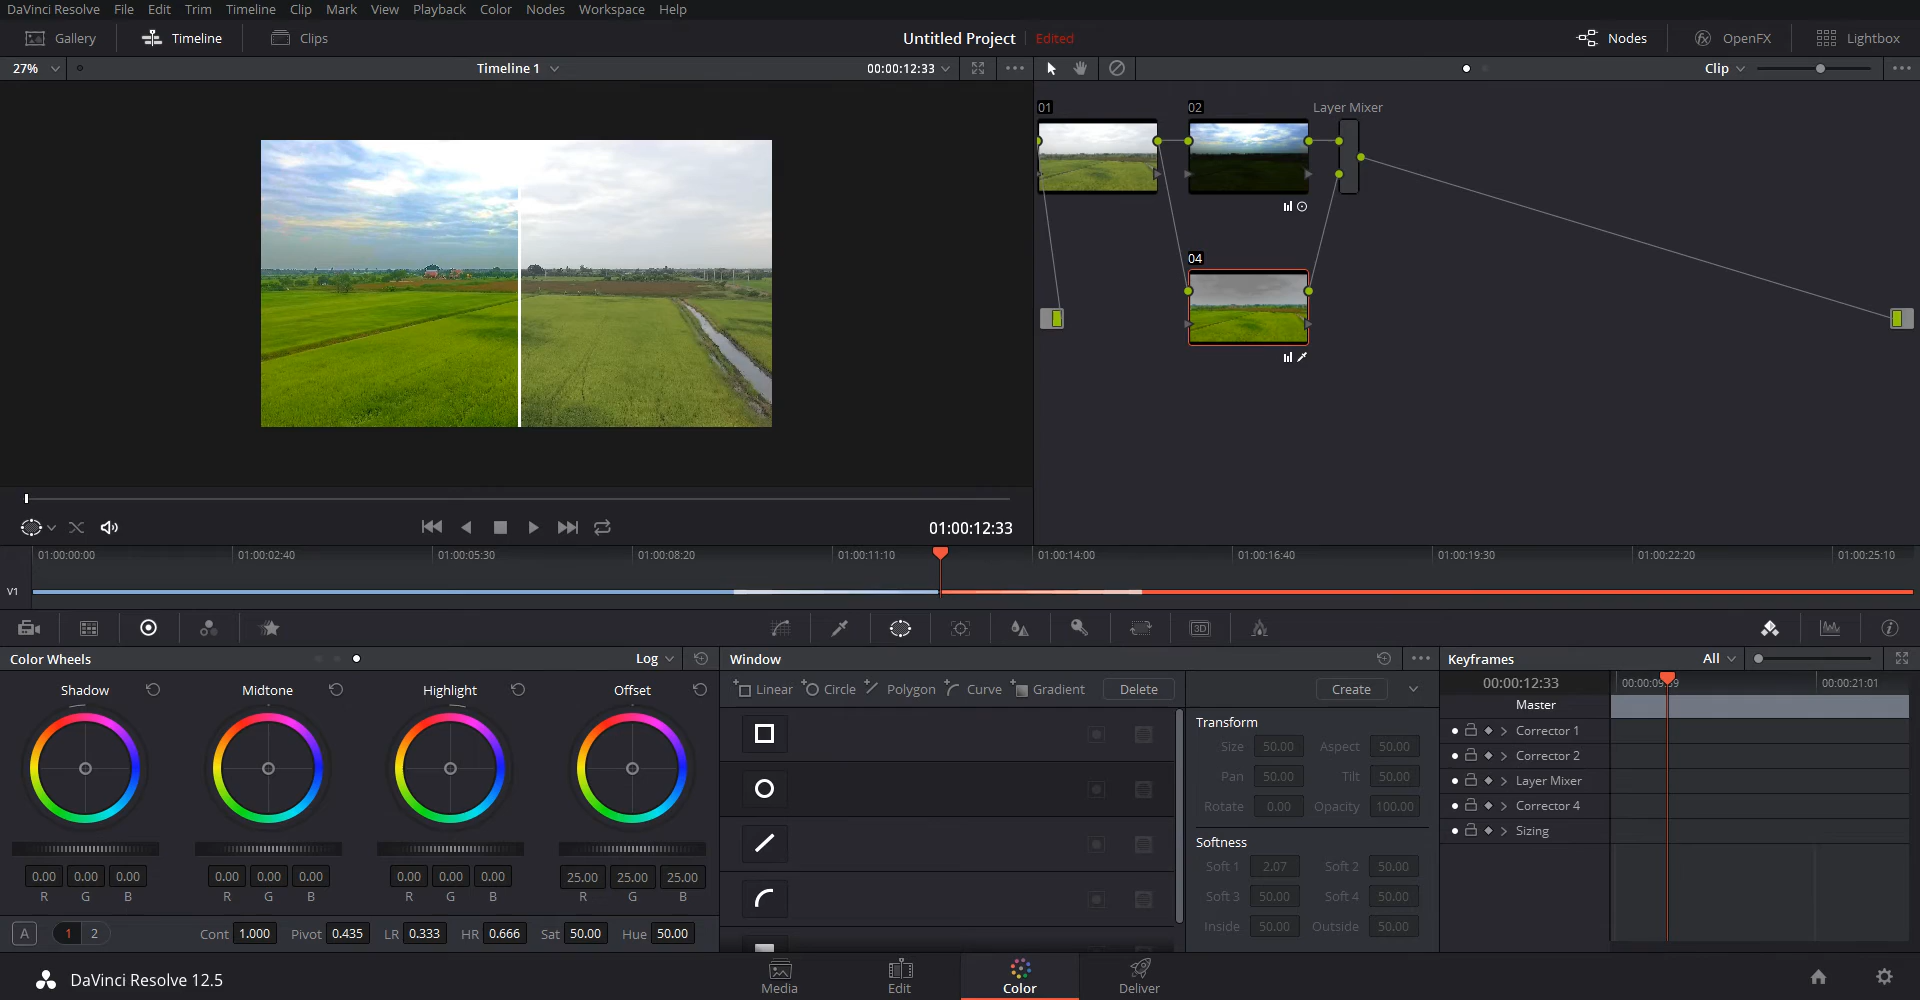 DaVinci Resolve File Edit Trim Timeline Clip Mark View Playback Color Nodes Workspace Help
Gallery Timeline Clips Untitled Project Edited Nodes OpenFX Lightbox
27% Timeline 1 00:00:12:33 Clip
01 02 Layer Mixer
04
01:00:12:33
01:00:00:00 01:00:02:40 01:00:05:30 01:00:08:20 01:00:11:10 01:00:14:00 01:00:16:40 01:00:19:30 01:00:22:20 01:00:25:10
V1
3D
Color Wheels Log
Shadow Midtone Highlight Offset
0.00 0.00 0.00 0.00 0.00 0.00 0.00 0.00 0.00 25.00 25.00 25.00
R G B R G B R G B R G B
A 1 2 Cont 1.000 Pivot 0.435 LR 0.333 HR 0.666 Sat 50.00 Hue 50.00
Window
Linear Circle Polygon Curve Gradient Delete Create
Transform
Size 50.00 Aspect 50.00
Pan 50.00 Tilt 50.00
Rotate 0.00 Opacity 100.00
Softness
Soft 1 2.07 Soft 2 50.00
Soft 3 50.00 Soft 4 50.00
Inside 50.00 Outside 50.00
Keyframes All
00:00:12:33 00:00:21:01
Master
Corrector 1
Corrector 2
Layer Mixer
Corrector 4
Sizing
DaVinci Resolve 12.5 Media Edit Color Deliver